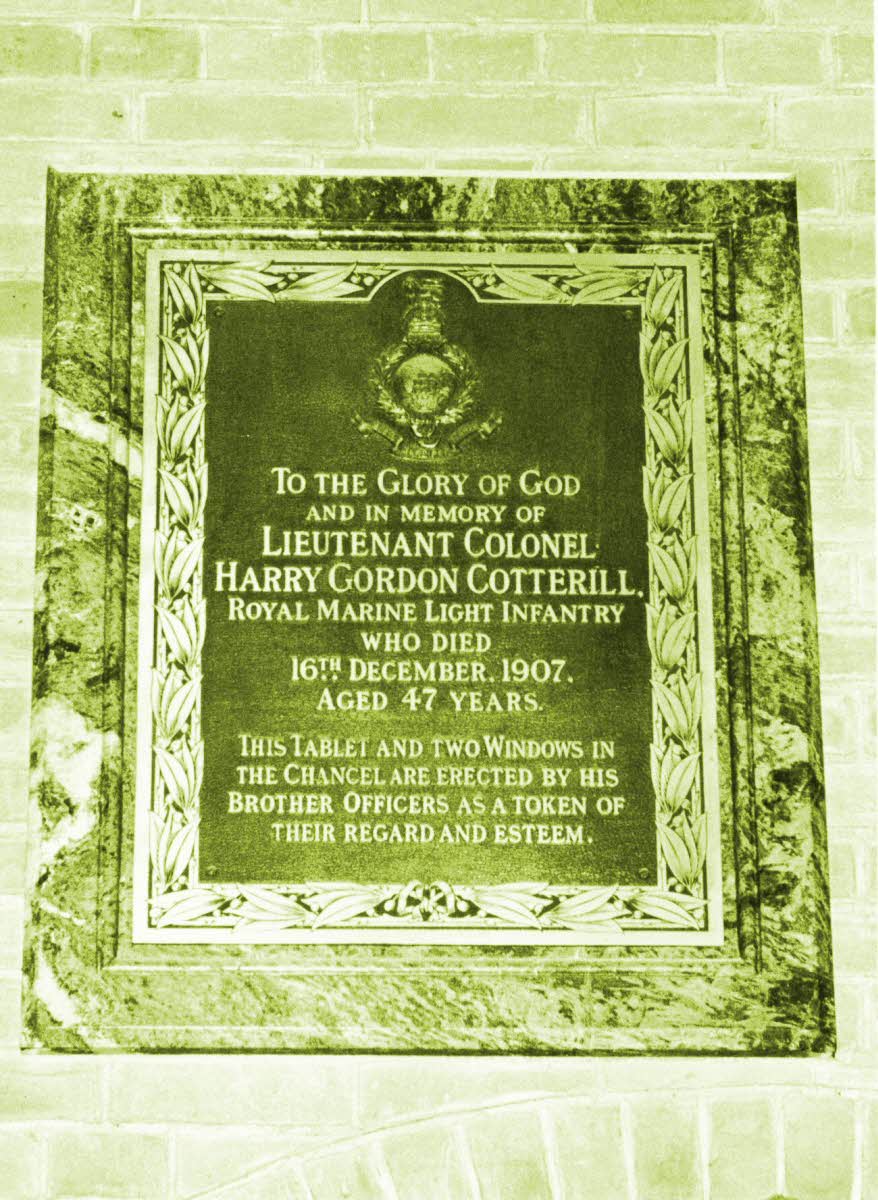 TO THE GLORY OF GOD
AND IN MEMORY OF
LIEUTENANT COLONEL
HARRY GORDON COTTERILL,
ROYAL MARINE LIGHT INFANTRY
WHO DIED
16TH DECEMBER. 1907.
AGED 47 YEARS.
THIS TABLET AND TWO WINDOWS IN
THE CHANCEL ARE ERECTED BY HIS
BROTHER OFFICERS AS A TOKEN OF
THEIR REGARD AND ESTEEM.